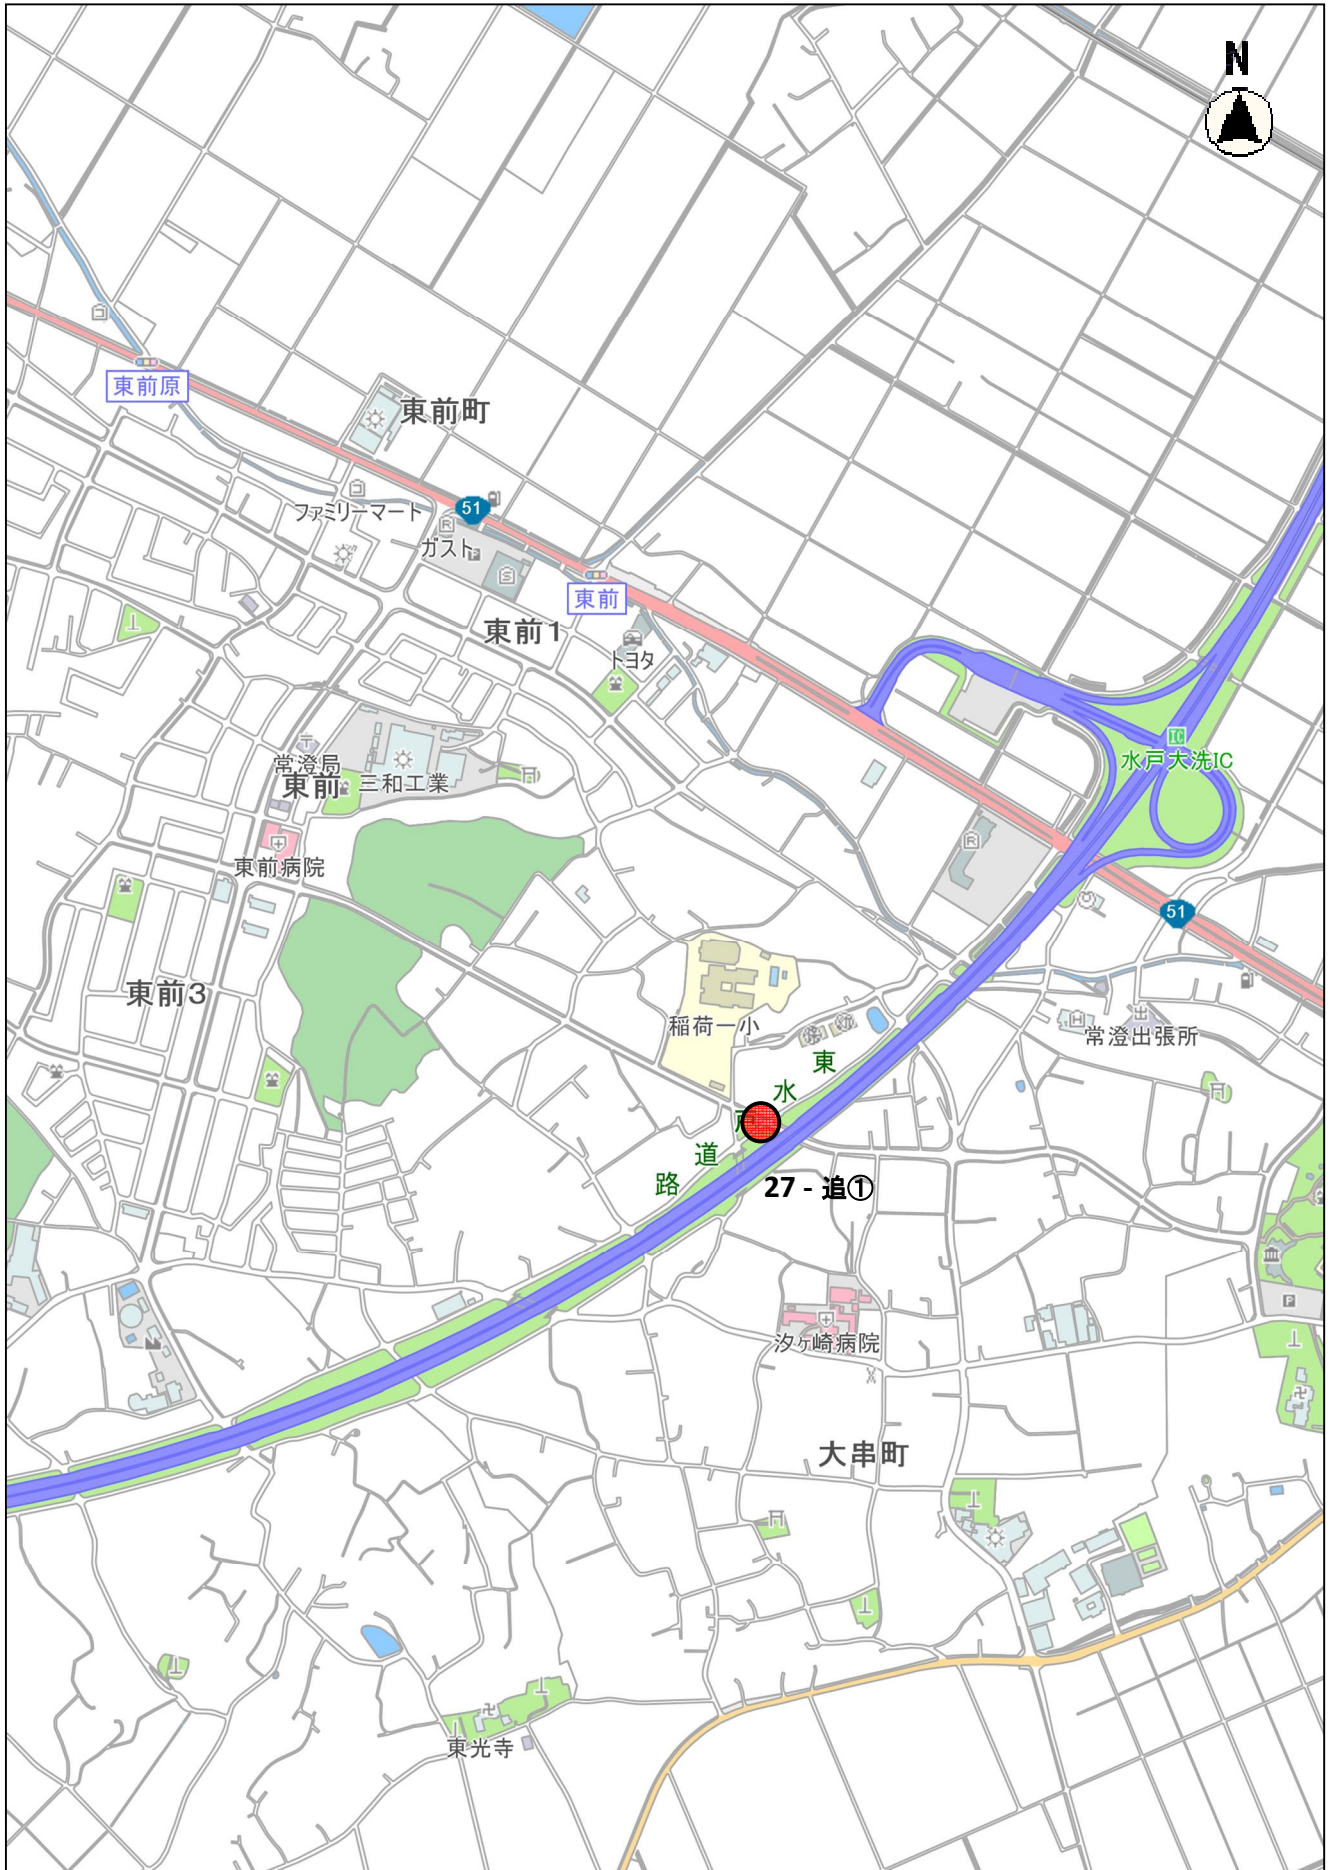 N
東前原
東前町
51
ファミリーマート
ガスト
P
R
S
東前
東前1
トヨタ
IC
水戸大洗IC
常澄局
東前
三和工業
東前病院
R
51
東前3
稲荷一小
H
常澄出張所
東
水
戸
道
路
27 - 追①
P
汐ヶ崎病院
大串町
東光寺